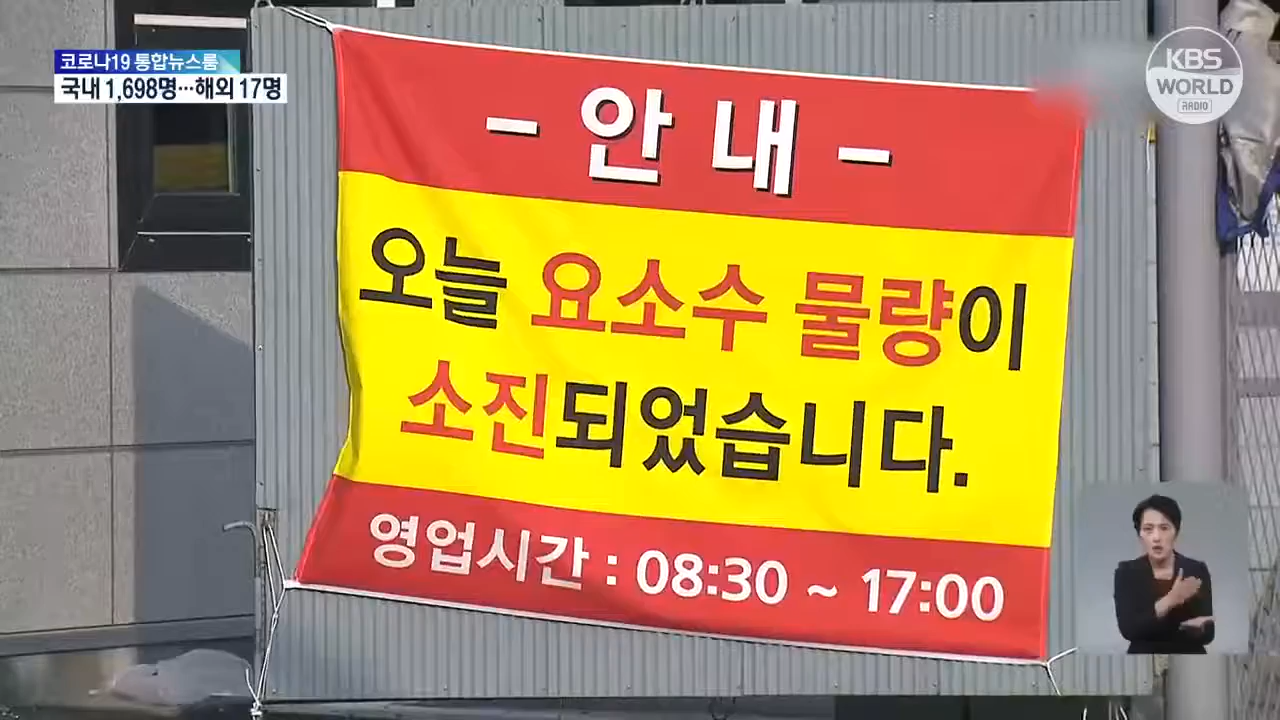 코로나19 통합뉴스룸
국내 1,698명…해외 17명
KBS
WORLD
RADIO
- 안 내 -
오늘 요소수 물량이
소진되었습니다.
영업시간 : 08:30 ~ 17:00